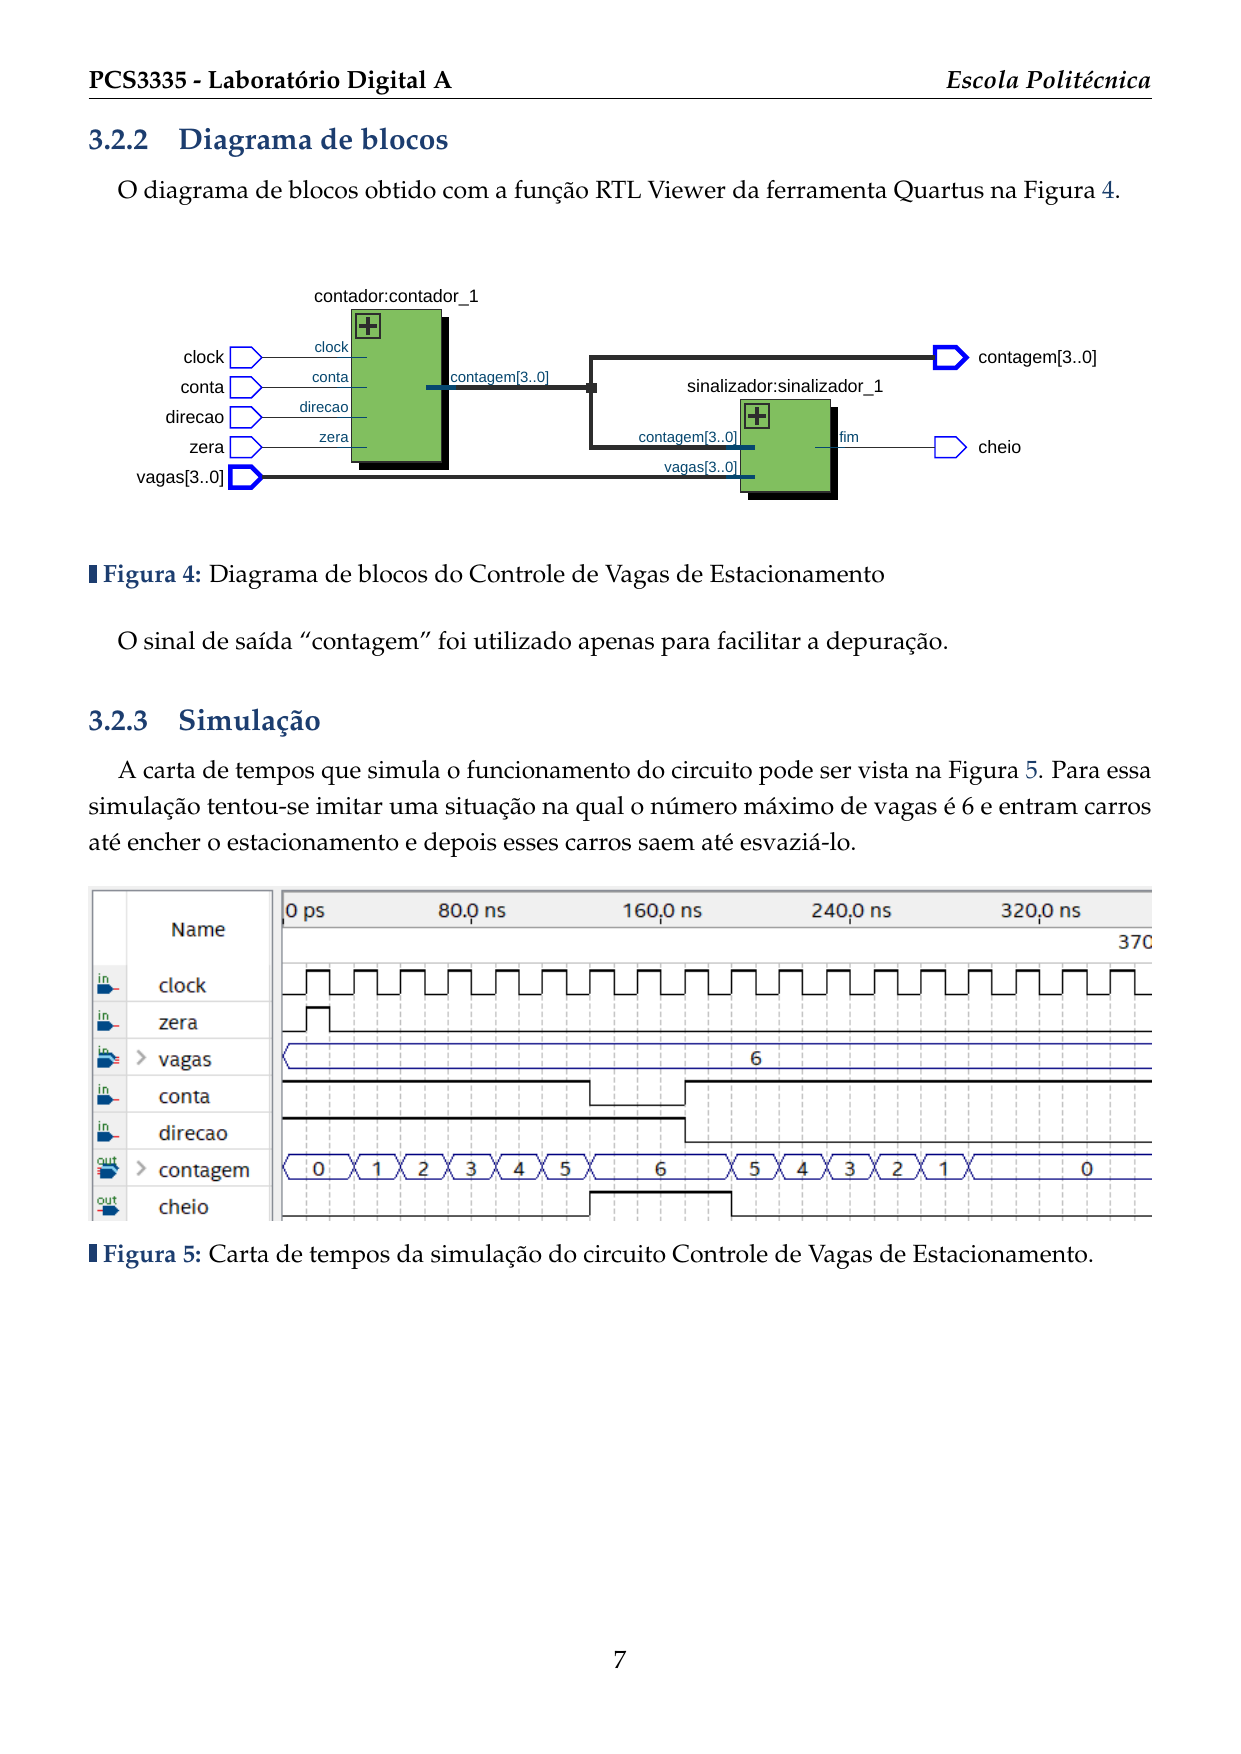 PCS3335 - Laboratório Digital A Escola Politécnica
3.2.2 Diagrama de blocos
O diagrama de blocos obtido com a função RTL Viewer da ferramenta Quartus na Figura 4.
contador:contador_1
clock clock
conta conta contagem[3..0] contagem[3..0]
direcao direcao
zera zera
vagas[3..0]
sinalizador:sinalizador_1
contagem[3..0] fim cheio
vagas[3..0]
Figura 4: Diagrama de blocos do Controle de Vagas de Estacionamento
O sinal de saída “contagem” foi utilizado apenas para facilitar a depuração.
3.2.3 Simulação
A carta de tempos que simula o funcionamento do circuito pode ser vista na Figura 5. Para essa
simulação tentou-se imitar uma situação na qual o número máximo de vagas é 6 e entram carros
até encher o estacionamento e depois esses carros saem até esvaziá-lo.
Name 0 ps 80.0 ns 160.0 ns 240.0 ns 320.0 ns
370
in clock
in zera
in > vagas 6
in conta
in direcao
out > contagem 0 1 2 3 4 5 6 5 4 3 2 1 0
out cheio
Figura 5: Carta de tempos da simulação do circuito Controle de Vagas de Estacionamento.
7